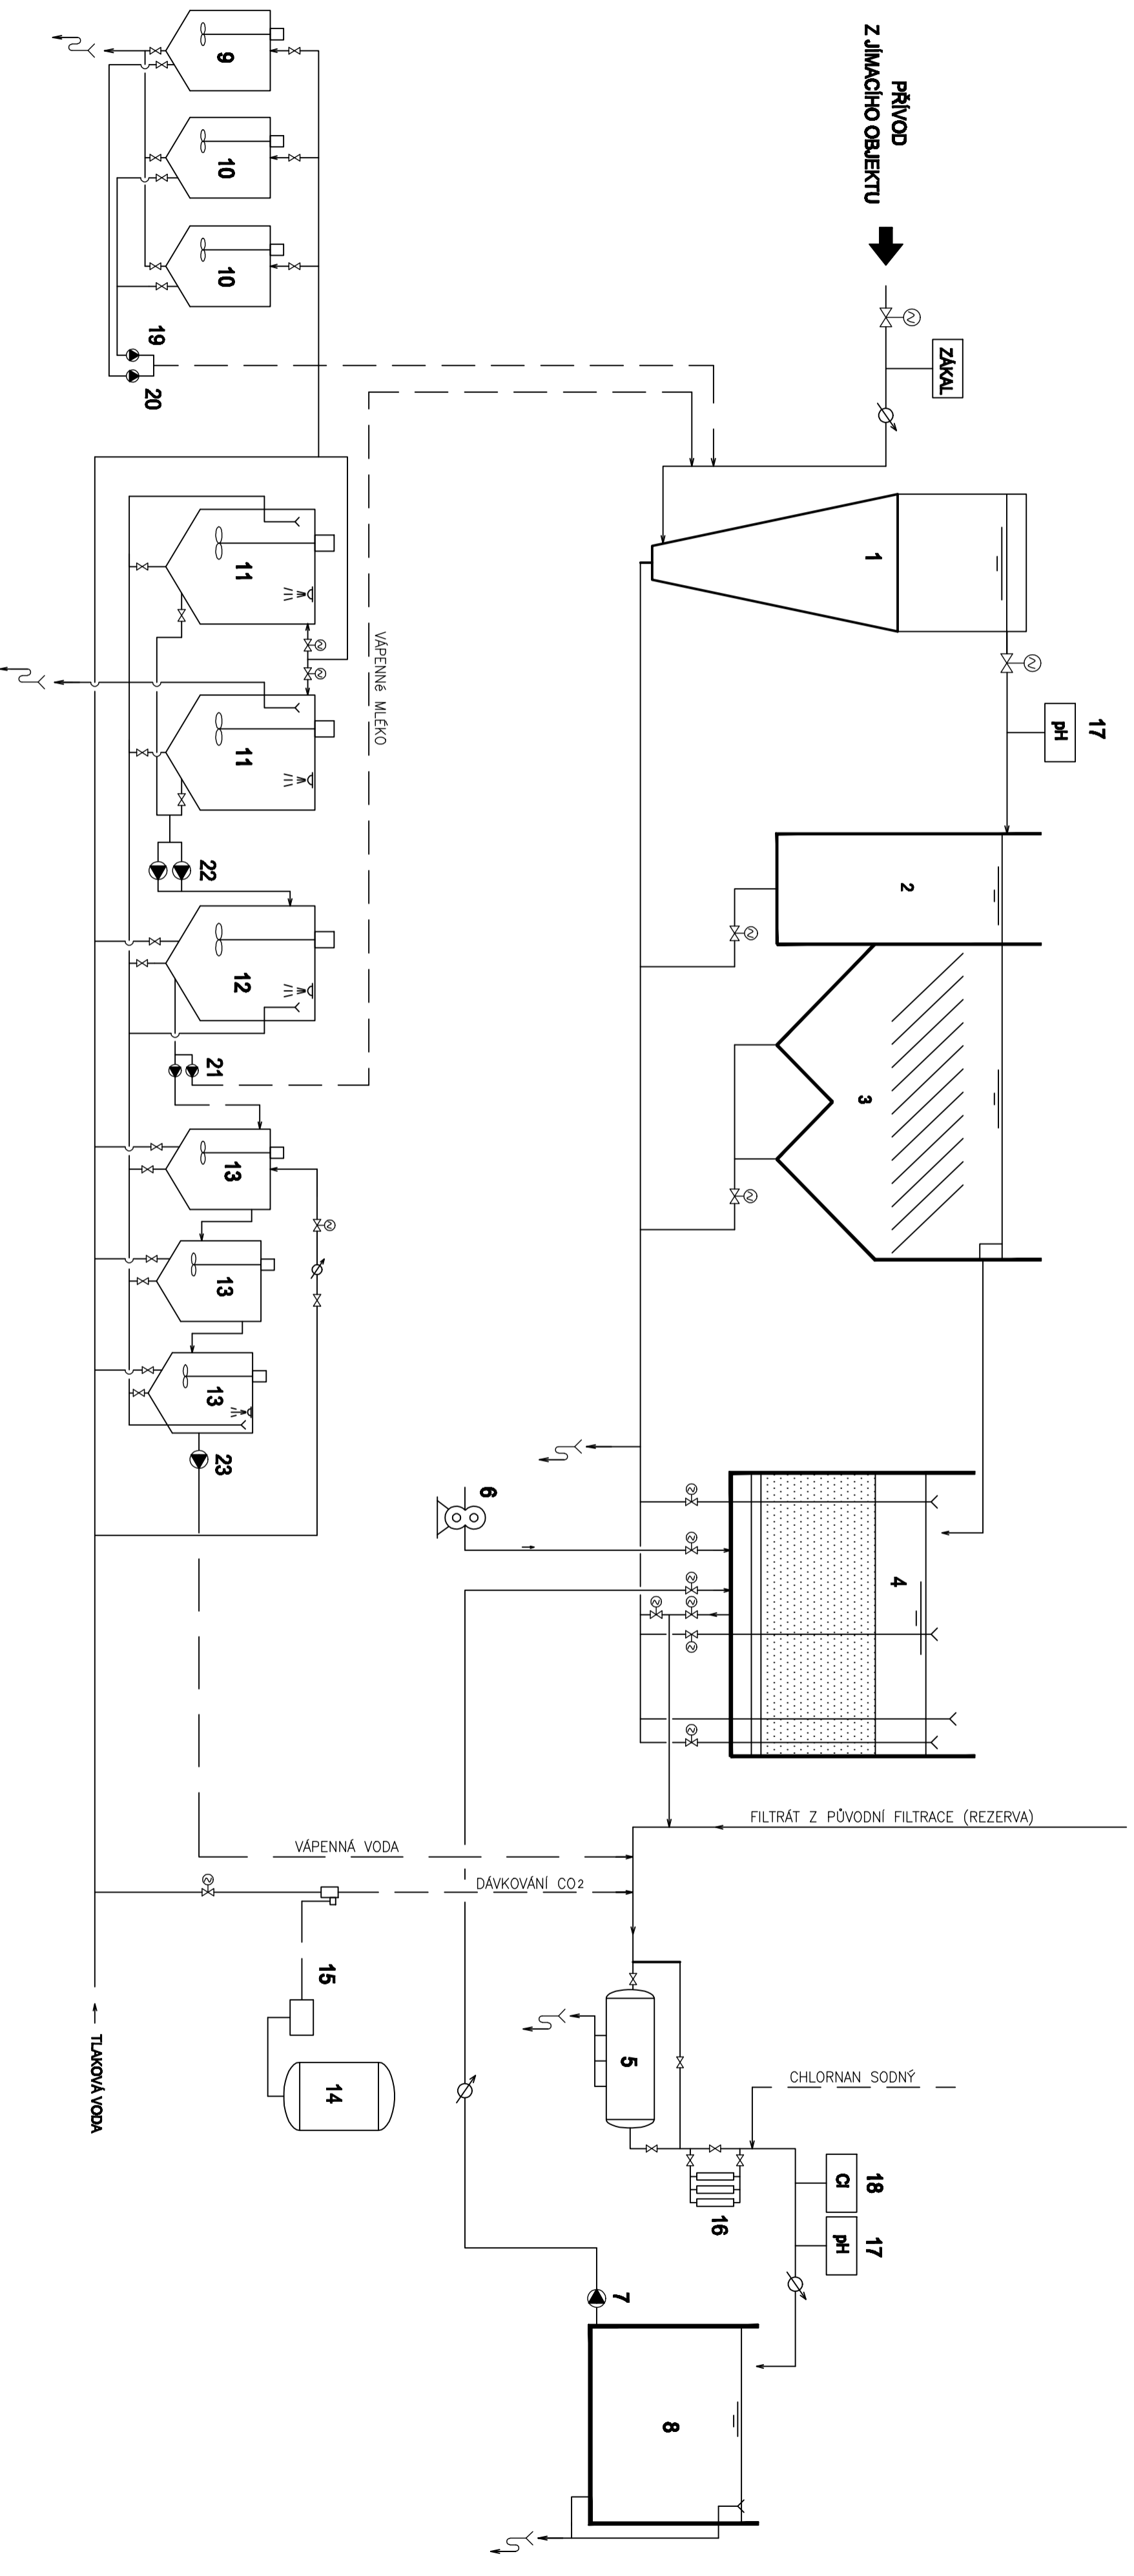 PŘÍVOD
Z JÍMACÍHO OBJEKTU
ZÁKAL
1
17
pH
2
3
4
6
FILTRÁT Z PŮVODNÍ FILTRACE (REZERVA)
VÁPENNÁ VODA
DÁVKOVÁNÍ CO2
5
CHLORNAN SODNÝ
16
18
Cl
17
pH
7
8
9
10
10
19
20
11
VÁPENNé MLÉKO
11
22
12
21
13
13
13
23
15
14
TLAKOVÁ VODA